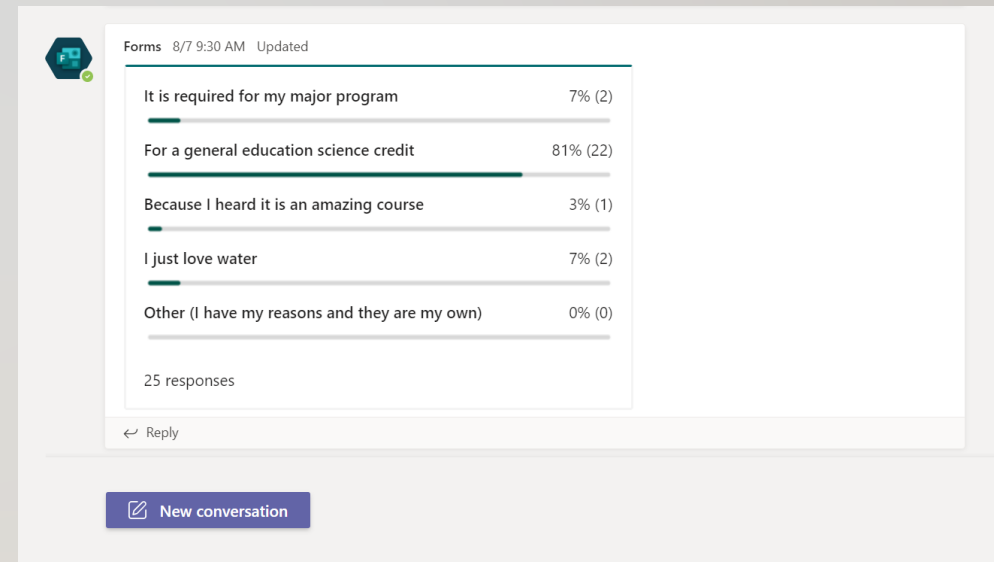 Forms 8/7 9:30 AM Updated
F
It is required for my major program 7% (2)
For a general education science credit 81% (22)
Because I heard it is an amazing course 3% (1)
I just love water 7% (2)
Other (I have my reasons and they are my own) 0% (0)
25 responses
Reply
New conversation